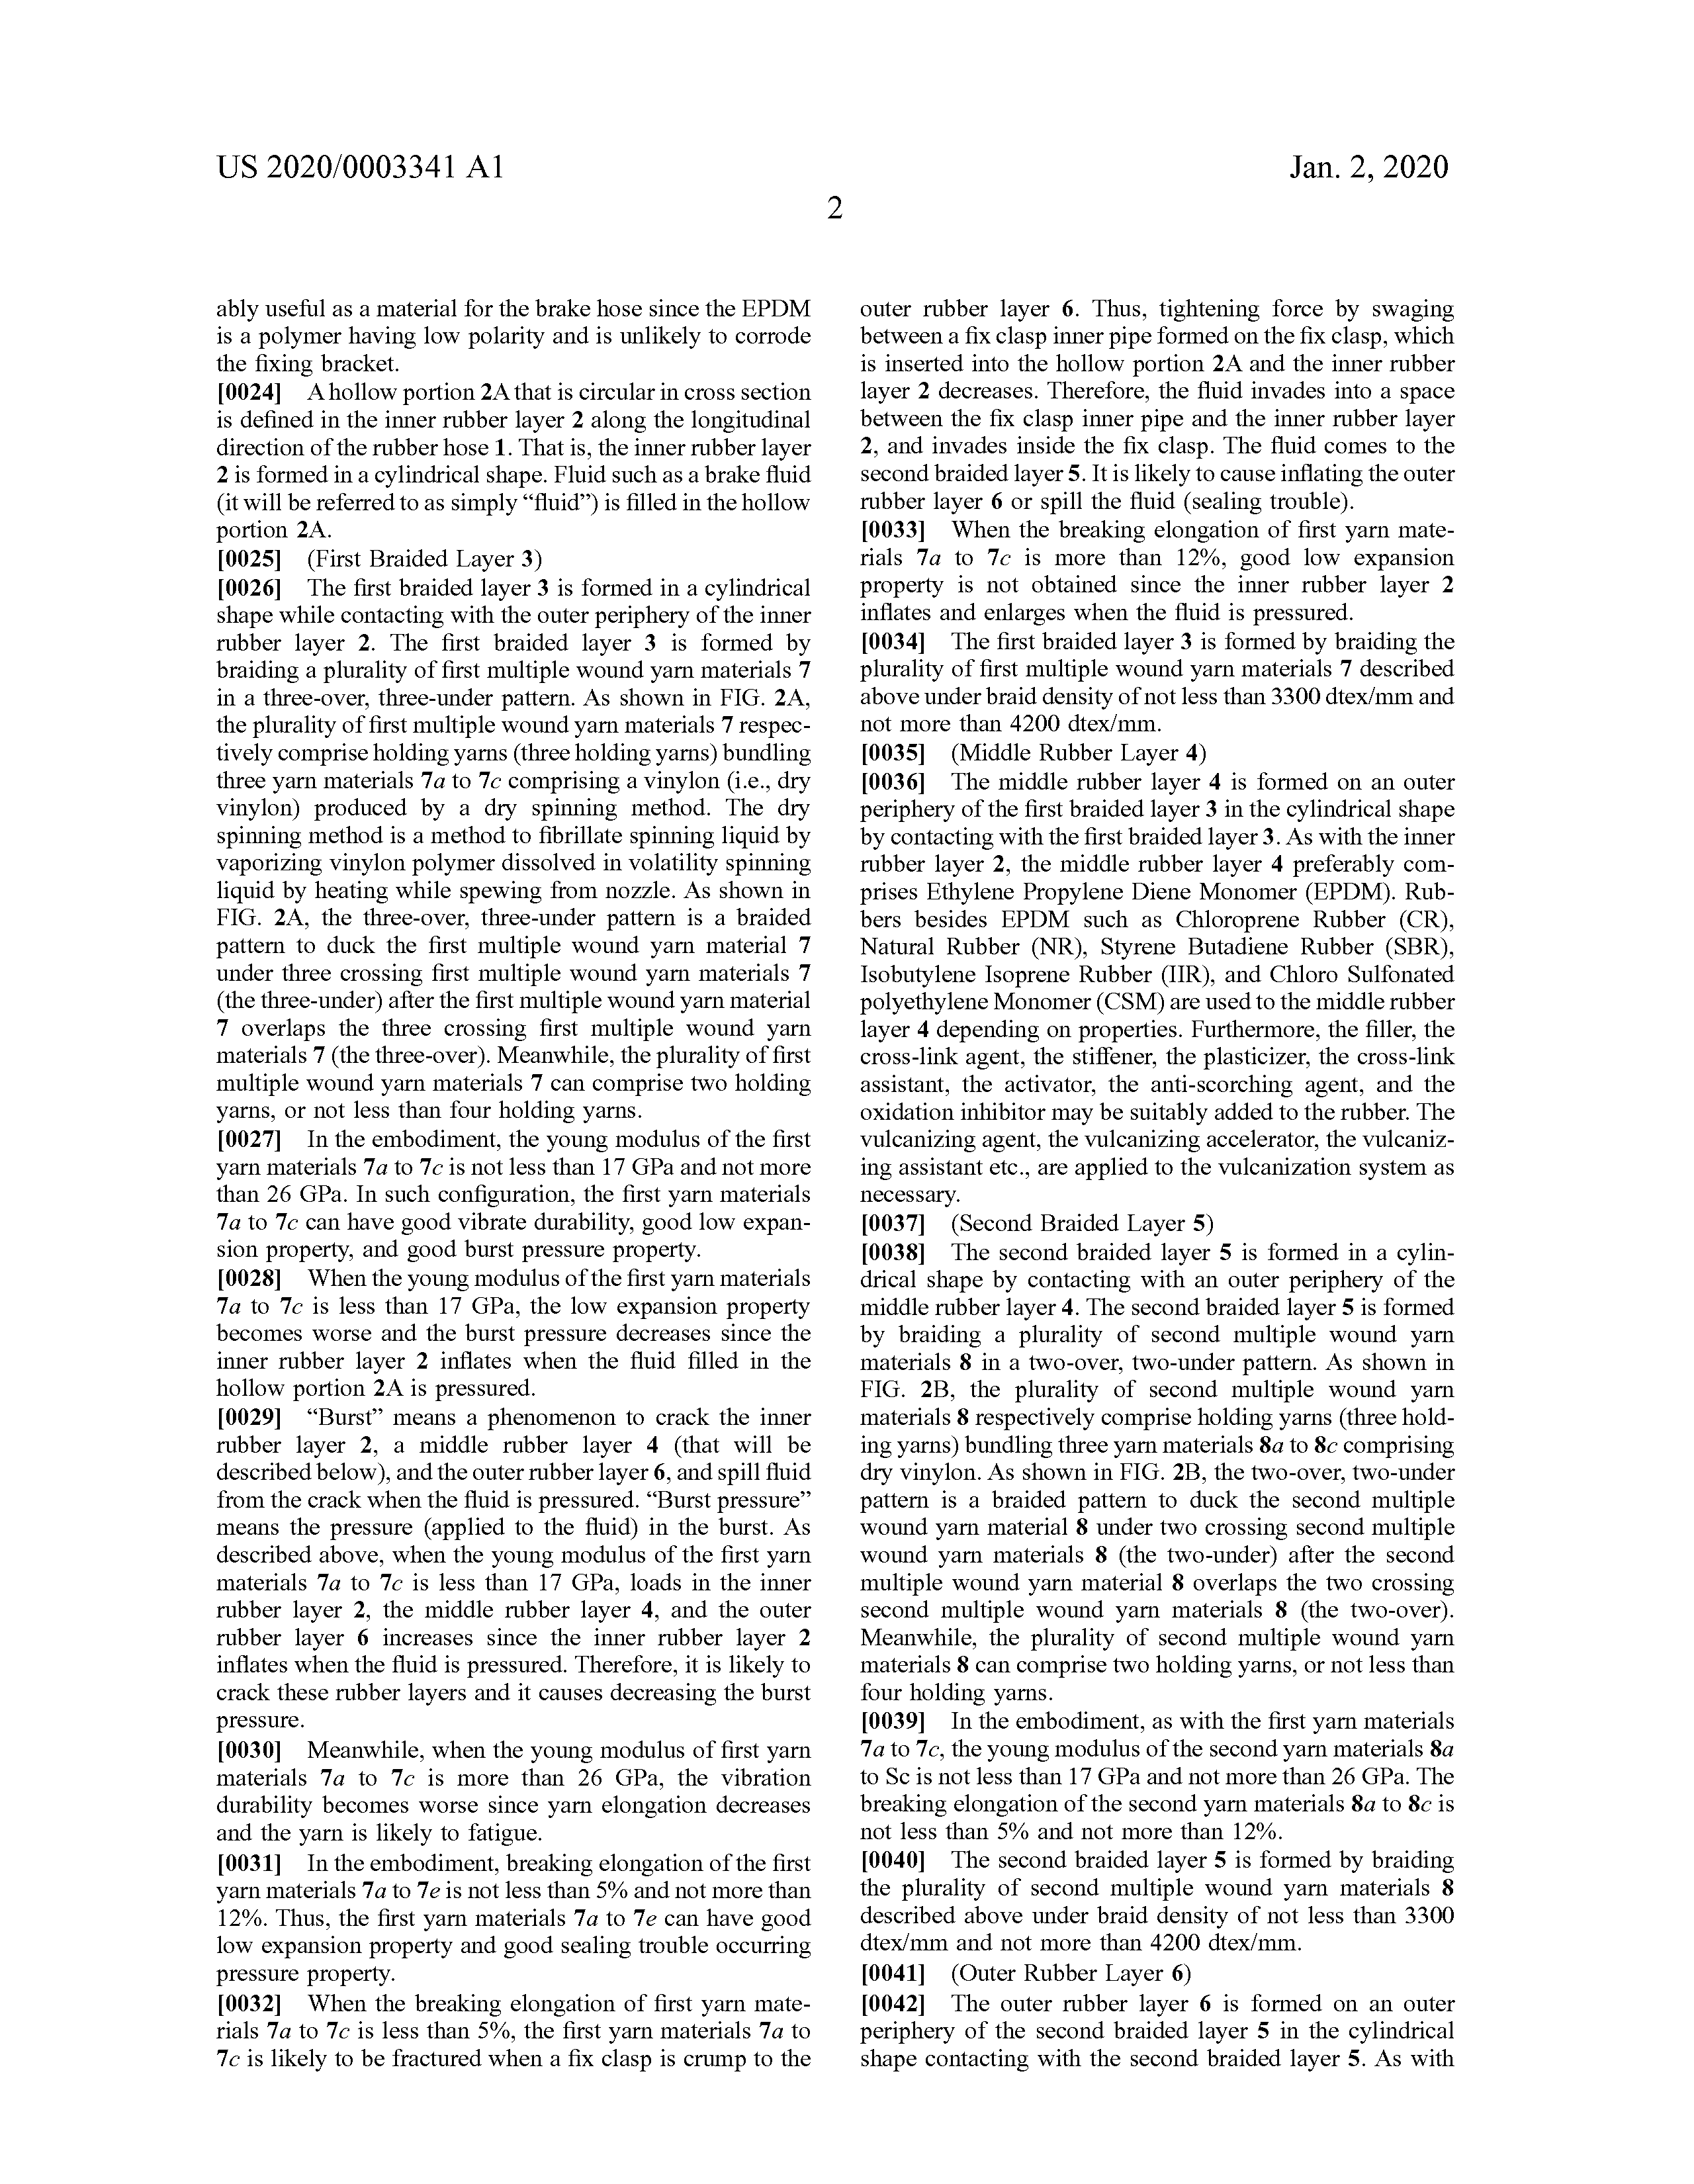 US 2020/0003341 A1
Jan. 2, 2020
2
ably useful as a material for the brake hose since the EPDM
is a polymer having low polarity and is unlikely to corrode
the fixing bracket.
[0024] A hollow portion 2A that is circular in cross section
is defined in the inner rubber layer 2 along the longitudinal
direction of the rubber hose 1. That is, the inner rubber layer
2 is formed in a cylindrical shape. Fluid such as a brake fluid
(it will be referred to as simply “fluid”) is filled in the hollow
portion 2A.
[0025] (First Braided Layer 3)
[0026] The first braided layer 3 is formed in a cylindrical
shape while contacting with the outer periphery of the inner
rubber layer 2. The first braided layer 3 is formed by
braiding a plurality of first multiple wound yarn materials 7
in a three-over, three-under pattern. As shown in FIG. 2A,
the plurality of first multiple wound yarn materials 7 respec-
tively comprise holding yarns (three holding yarns) bundling
three yarn materials 7a to 7c comprising a vinylon (i.e., dry
vinylon) produced by a dry spinning method. The dry
spinning method is a method to fibrillate spinning liquid by
vaporizing vinylon polymer dissolved in volatility spinning
liquid by heating while spewing from nozzle. As shown in
FIG. 2A, the three-over, three-under pattern is a braided
pattern to duck the first multiple wound yarn material 7
under three crossing first multiple wound yarn materials 7
(the three-under) after the first multiple wound yarn material
7 overlaps the three crossing first multiple wound yarn
materials 7 (the three-over). Meanwhile, the plurality of first
multiple wound yarn materials 7 can comprise two holding
yarns, or not less than four holding yarns.
[0027] In the embodiment, the young modulus of the first
yarn materials 7a to 7c is not less than 17 GPa and not more
than 26 GPa. In such configuration, the first yarn materials
7a to 7c can have good vibrate durability, good low expan-
sion property, and good burst pressure property.
[0028] When the young modulus of the first yarn materials
7a to 7c is less than 17 GPa, the low expansion property
becomes worse and the burst pressure decreases since the
inner rubber layer 2 inflates when the fluid filled in the
hollow portion 2A is pressured.
[0029] “Burst” means a phenomenon to crack the inner
rubber layer 2, a middle rubber layer 4 (that will be
described below), and the outer rubber layer 6, and spill fluid
from the crack when the fluid is pressured. “Burst pressure”
means the pressure (applied to the fluid) in the burst. As
described above, when the young modulus of the first yarn
materials 7a to 7c is less than 17 GPa, loads in the inner
rubber layer 2, the middle rubber layer 4, and the outer
rubber layer 6 increases since the inner rubber layer 2
inflates when the fluid is pressured. Therefore, it is likely to
crack these rubber layers and it causes decreasing the burst
pressure.
[0030] Meanwhile, when the young modulus of first yarn
materials 7a to 7c is more than 26 GPa, the vibration
durability becomes worse since yarn elongation decreases
and the yarn is likely to fatigue.
[0031] In the embodiment, breaking elongation of the first
yarn materials 7a to 7e is not less than 5% and not more than
12%. Thus, the first yarn materials 7a to 7e can have good
low expansion property and good sealing trouble occurring
pressure property.
[0032] When the breaking elongation of first yarn mate-
rials 7a to 7c is less than 5%, the first yarn materials 7a to
7c is likely to be fractured when a fix clasp is crump to the
outer rubber layer 6. Thus, tightening force by swaging
between a fix clasp inner pipe formed on the fix clasp, which
is inserted into the hollow portion 2A and the inner rubber
layer 2 decreases. Therefore, the fluid invades into a space
between the fix clasp inner pipe and the inner rubber layer
2, and invades inside the fix clasp. The fluid comes to the
second braided layer 5. It is likely to cause inflating the outer
rubber layer 6 or spill the fluid (sealing trouble).
[0033] When the breaking elongation of first yarn mate-
rials 7a to 7c is more than 12%, good low expansion
property is not obtained since the inner rubber layer 2
inflates and enlarges when the fluid is pressured.
[0034] The first braided layer 3 is formed by braiding the
plurality of first multiple wound yarn materials 7 described
above under braid density of not less than 3300 dtex/mm and
not more than 4200 dtex/mm.
[0035] (Middle Rubber Layer 4)
[0036] The middle rubber layer 4 is formed on an outer
periphery of the first braided layer 3 in the cylindrical shape
by contacting with the first braided layer 3. As with the inner
rubber layer 2, the middle rubber layer 4 preferably com-
prises Ethylene Propylene Diene Monomer (EPDM). Rub-
bers besides EPDM such as Chloroprene Rubber (CR),
Natural Rubber (NR), Styrene Butadiene Rubber (SBR),
Isobutylene Isoprene Rubber (IIR), and Chloro Sulfonated
polyethylene Monomer (CSM) are used to the middle rubber
layer 4 depending on properties. Furthermore, the filler, the
cross-link agent, the stiffener, the plasticizer, the cross-link
assistant, the activator, the anti-scorching agent, and the
oxidation inhibitor may be suitably added to the rubber. The
vulcanizing agent, the vulcanizing accelerator, the vulcaniz-
ing assistant etc., are applied to the vulcanization system as
necessary.
[0037] (Second Braided Layer 5)
[0038] The second braided layer 5 is formed in a cylin-
drical shape by contacting with an outer periphery of the
middle rubber layer 4. The second braided layer 5 is formed
by braiding a plurality of second multiple wound yarn
materials 8 in a two-over, two-under pattern. As shown in
FIG. 2B, the plurality of second multiple wound yarn
materials 8 respectively comprise holding yarns (three hold-
ing yarns) bundling three yarn materials 8a to 8c comprising
dry vinylon. As shown in FIG. 2B, the two-over, two-under
pattern is a braided pattern to duck the second multiple
wound yarn material 8 under two crossing second multiple
wound yarn materials 8 (the two-under) after the second
multiple wound yarn material 8 overlaps the two crossing
second multiple wound yarn materials 8 (the two-over).
Meanwhile, the plurality of second multiple wound yarn
materials 8 can comprise two holding yarns, or not less than
four holding yarns.
[0039] In the embodiment, as with the first yarn materials
7a to 7c, the young modulus of the second yarn materials 8a
to Sc is not less than 17 GPa and not more than 26 GPa. The
breaking elongation of the second yarn materials 8a to 8c is
not less than 5% and not more than 12%.
[0040] The second braided layer 5 is formed by braiding
the plurality of second multiple wound yarn materials 8
described above under braid density of not less than 3300
dtex/mm and not more than 4200 dtex/mm.
[0041] (Outer Rubber Layer 6)
[0042] The outer rubber layer 6 is formed on an outer
periphery of the second braided layer 5 in the cylindrical
shape contacting with the second braided layer 5. As with